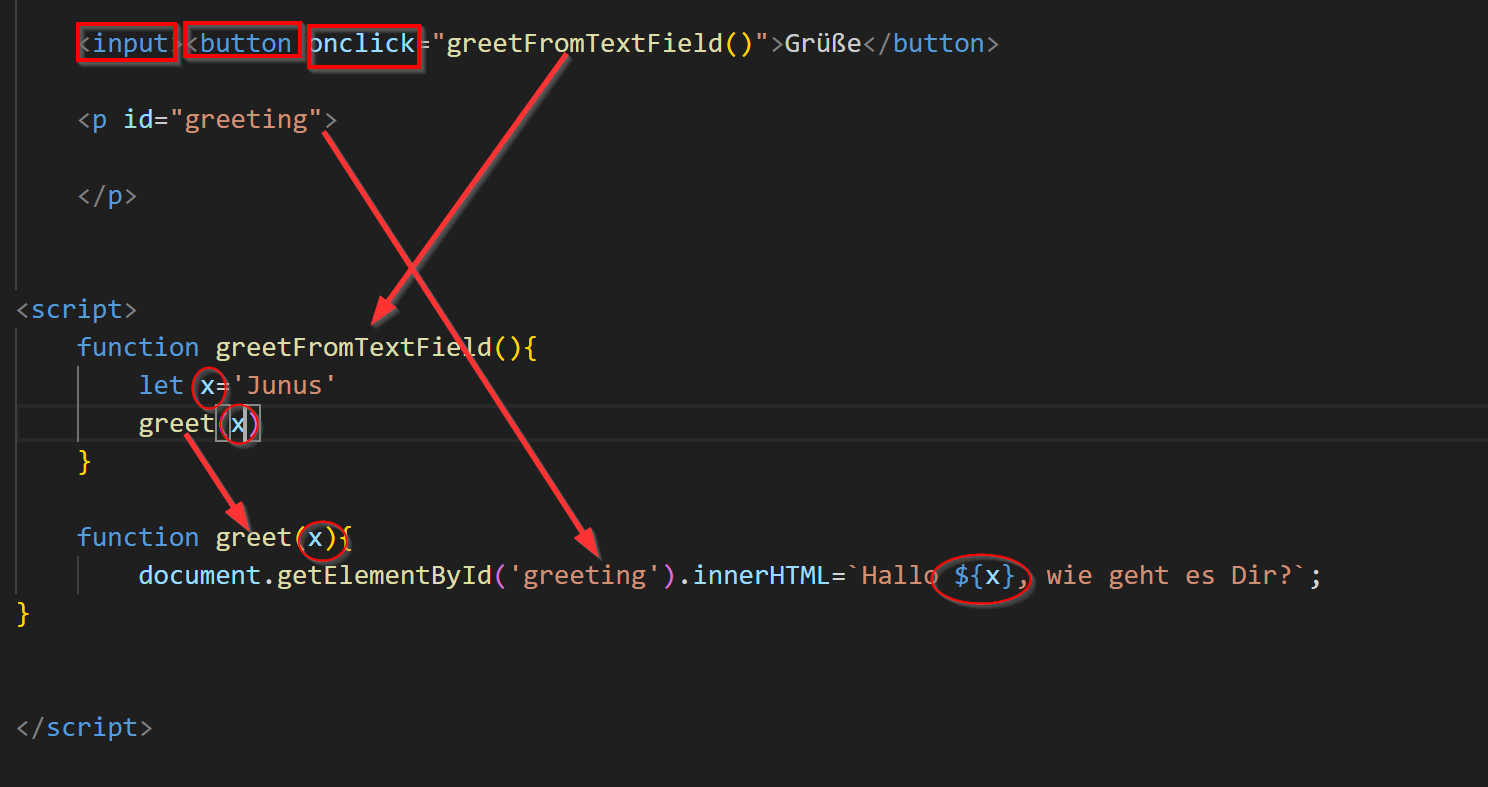 <input><button onclick="greetFromTextField()">Grüße</button>
<p id="greeting">
</p>
<script>
function greetFromTextField(){
let x='Junus'
greet(x)
}
function greet(x){
document.getElementById('greeting').innerHTML=`Hallo ${x}, wie geht es Dir?`;
}
</script>